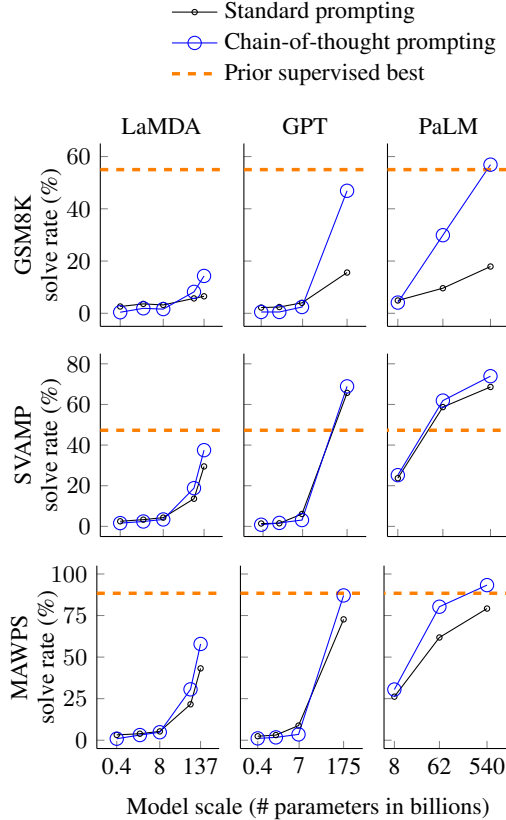 Standard prompting
Chain-of-thought prompting
Prior supervised best
LaMDA GPT PaLM
GSM8K
solve rate (%)
60
40
20
0
SVAMP
solve rate (%)
80
60
40
20
0
MAWPS
solve rate (%)
100
75
50
25
0
0.4 8 137 0.4 7 175 8 62 540
Model scale (# parameters in billions)